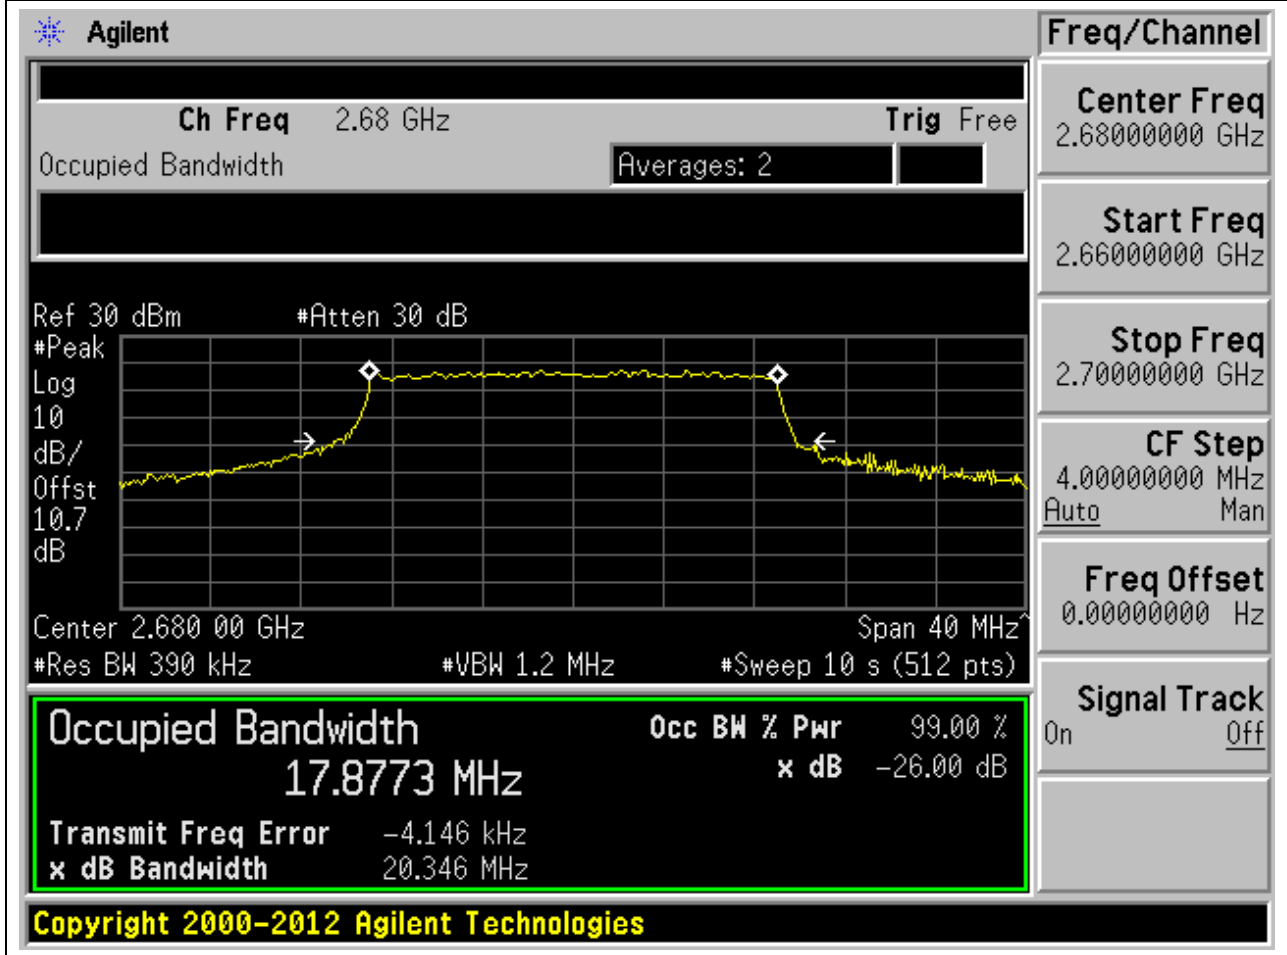 Agilent
Freq/Channel
Ch Freq 2.68 GHz Trig Free
Occupied Bandwidth Averages: 2
Center Freq
2.68000000 GHz
Start Freq
2.66000000 GHz
Stop Freq
2.70000000 GHz
CF Step
4.00000000 MHz
Auto Man
Freq Offset
0.00000000 Hz
Signal Track
On Off
Ref 30 dBm #Atten 30 dB
#Peak
Log
10
dB/
Offst
10.7
dB
Center 2.680 00 GHz Span 40 MHz^
#Res BW 390 kHz #VBW 1.2 MHz #Sweep 10 s (512 pts)
Occupied Bandwidth Occ BW % Pwr 99.00 %
17.8773 MHz x dB -26.00 dB
Transmit Freq Error -4.146 kHz
x dB Bandwidth 20.346 MHz
Copyright 2000-2012 Agilent Technologies